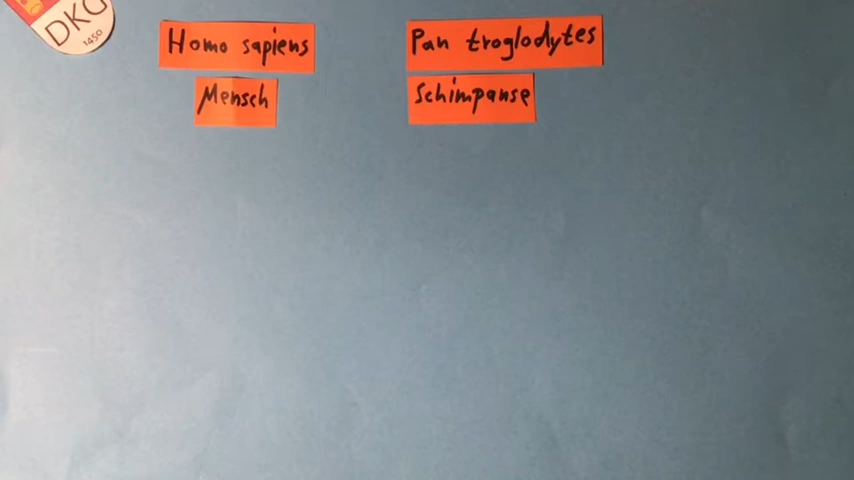 DKG
1450
Homo sapiens
Pan troglodytes
Mensch
Schimpanse